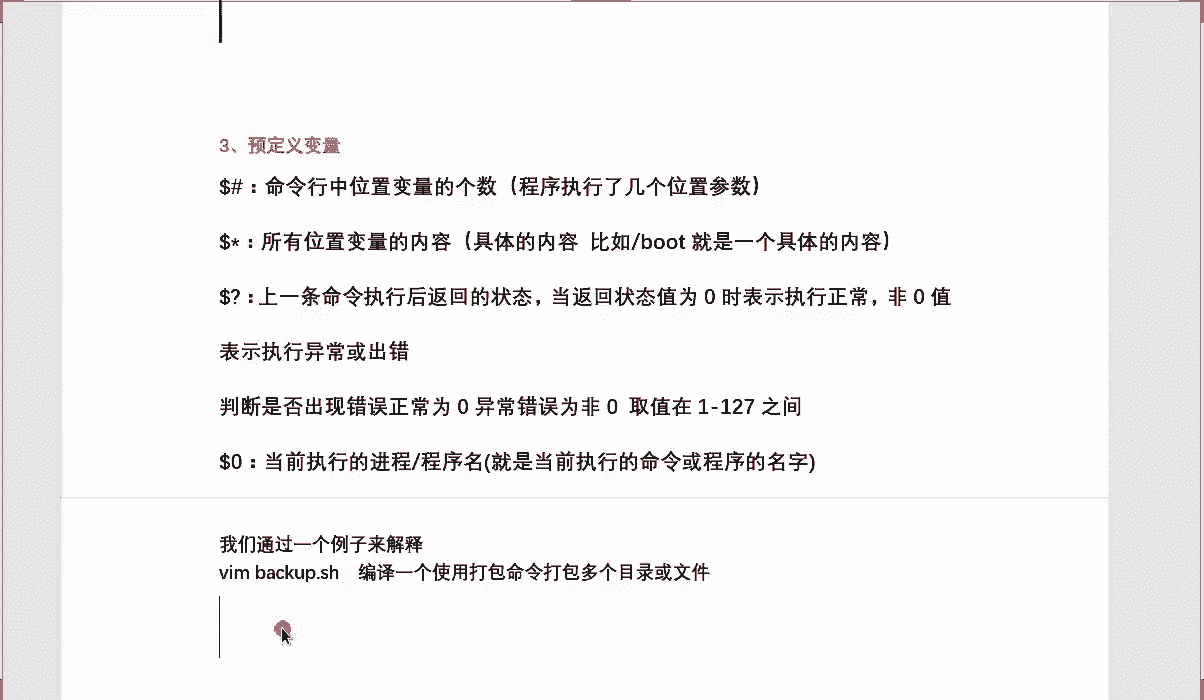 3、预定义变量
$#：命令行中位置变量的个数（程序执行了几个位置参数）
$*：所有位置变量的内容（具体的内容 比如/boot 就是一个具体的内容）
$?：上一条命令执行后返回的状态，当返回状态值为 0 时表示执行正常，非 0 值
表示执行异常或出错
判断是否出现错误正常为 0 异常错误为非 0 取值在 1-127 之间
$0：当前执行的进程/程序名(就是当前执行的命令或程序的名字)
我们通过一个例子来解释
vim backup.sh 编译一个使用打包命令打包多个目录或文件